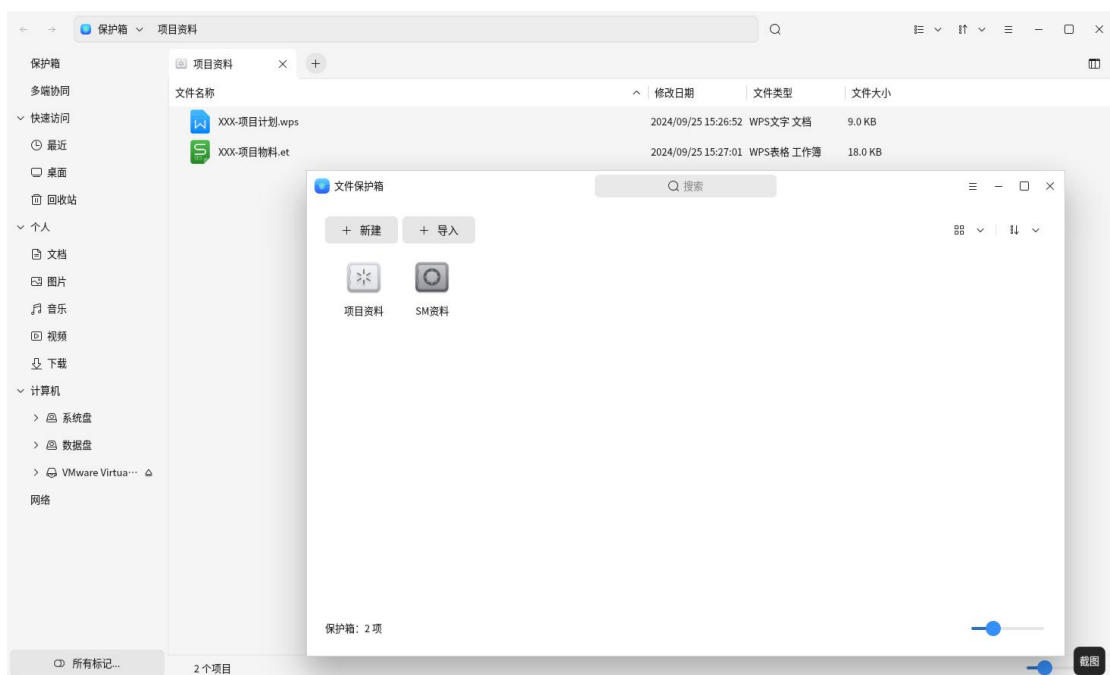 保护箱 项目资料
保护箱
多端协同
快速访问
最近
桌面
回收站
个人
文档
图片
音乐
视频
下载
计算机
系统盘
数据盘
VMware Virtua…
网络
所有标记...
项目资料
文件名称 修改日期 文件类型 文件大小
XXX-项目计划.wps 2024/09/25 15:26:52 WPS文字 文档 9.0 KB
XXX-项目物料.et 2024/09/25 15:27:01 WPS表格 工作簿 18.0 KB
2 个项目
文件保护箱 搜索
新建 导入
项目资料 SM资料
保护箱：2 项
截图